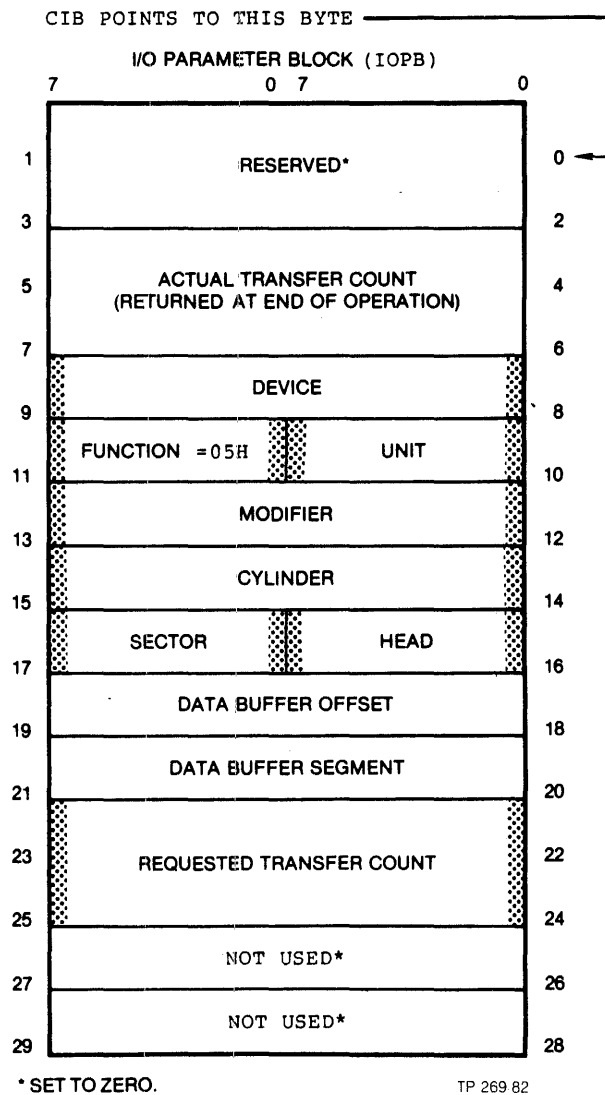 CIB POINTS TO THIS BYTE
I/O PARAMETER BLOCK (IOPB)
7 0 7 0
1 RESERVED* 0
3 2
5 ACTUAL TRANSFER COUNT 4
(RETURNED AT END OF OPERATION)
7 6
DEVICE
9 8
FUNCTION =05H UNIT
11 10
MODIFIER
13 12
CYLINDER
15 14
SECTOR HEAD
17 16
DATA BUFFER OFFSET
19 18
DATA BUFFER SEGMENT
21 20
23 REQUESTED TRANSFER COUNT 22
25 24
NOT USED*
27 26
NOT USED*
29 28
* SET TO ZERO. TP 269 82